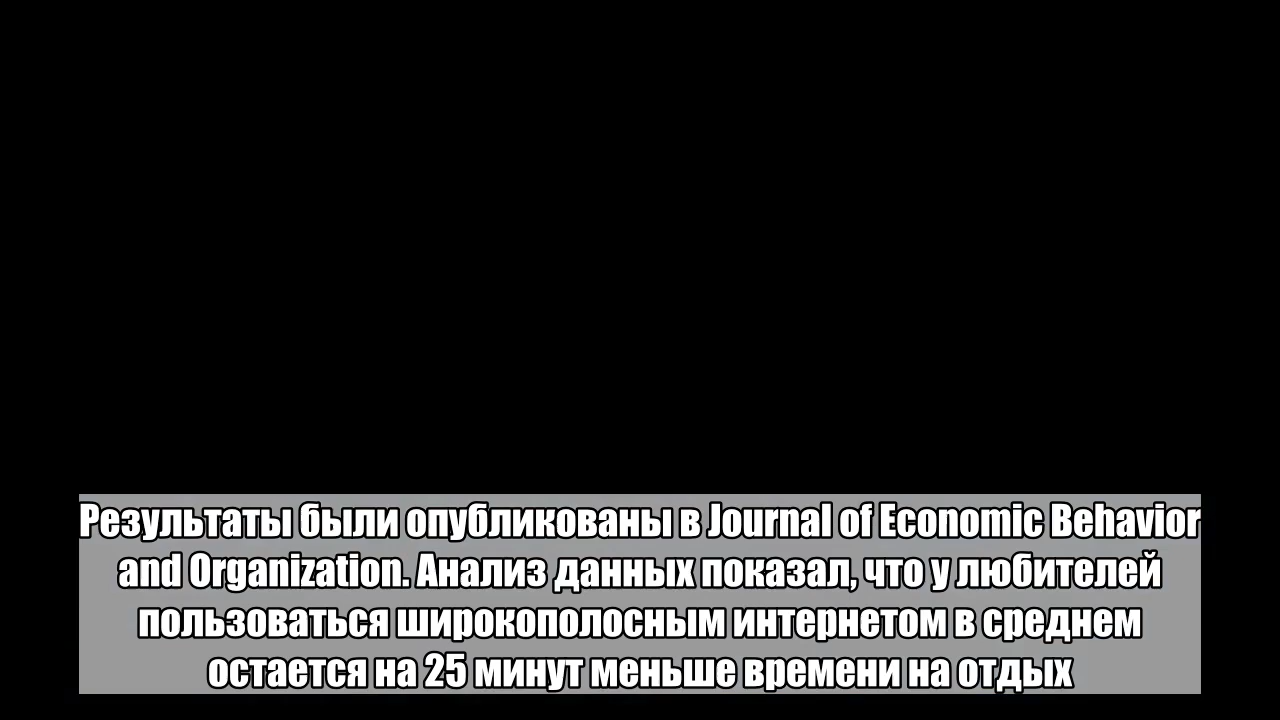 Результаты были опубликованы в Journal of Economic Behavior
and Organization. Анализ данных показал, что у любителей
пользоваться широкополосным интернетом в среднем
остается на 25 минут меньше времени на отдых